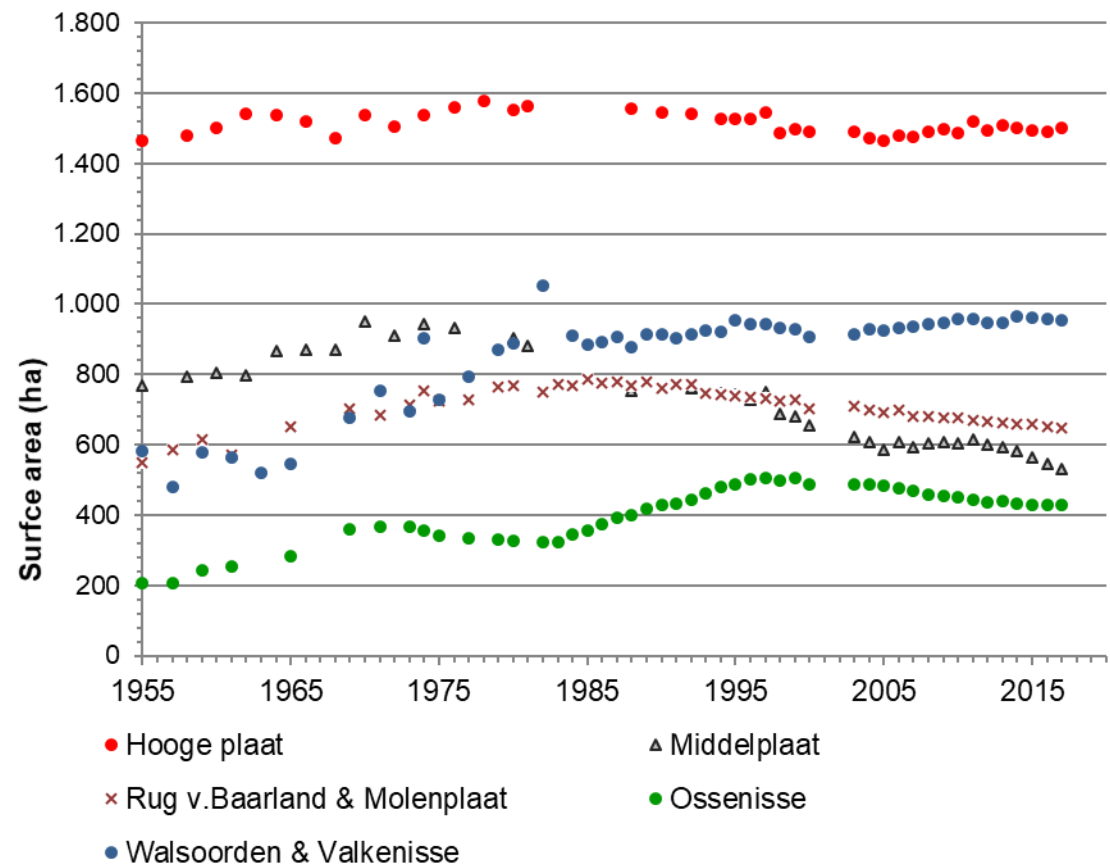 1.800
1.600
1.400
1.200
1.000
800
600
400
200
0
Surfce area (ha)
1955 1965 1975 1985 1995 2005 2015
Hooge plaat Middelplaat
Rug v.Baarland & Molenplaat Ossenisse
Walsoorden & Valkenisse